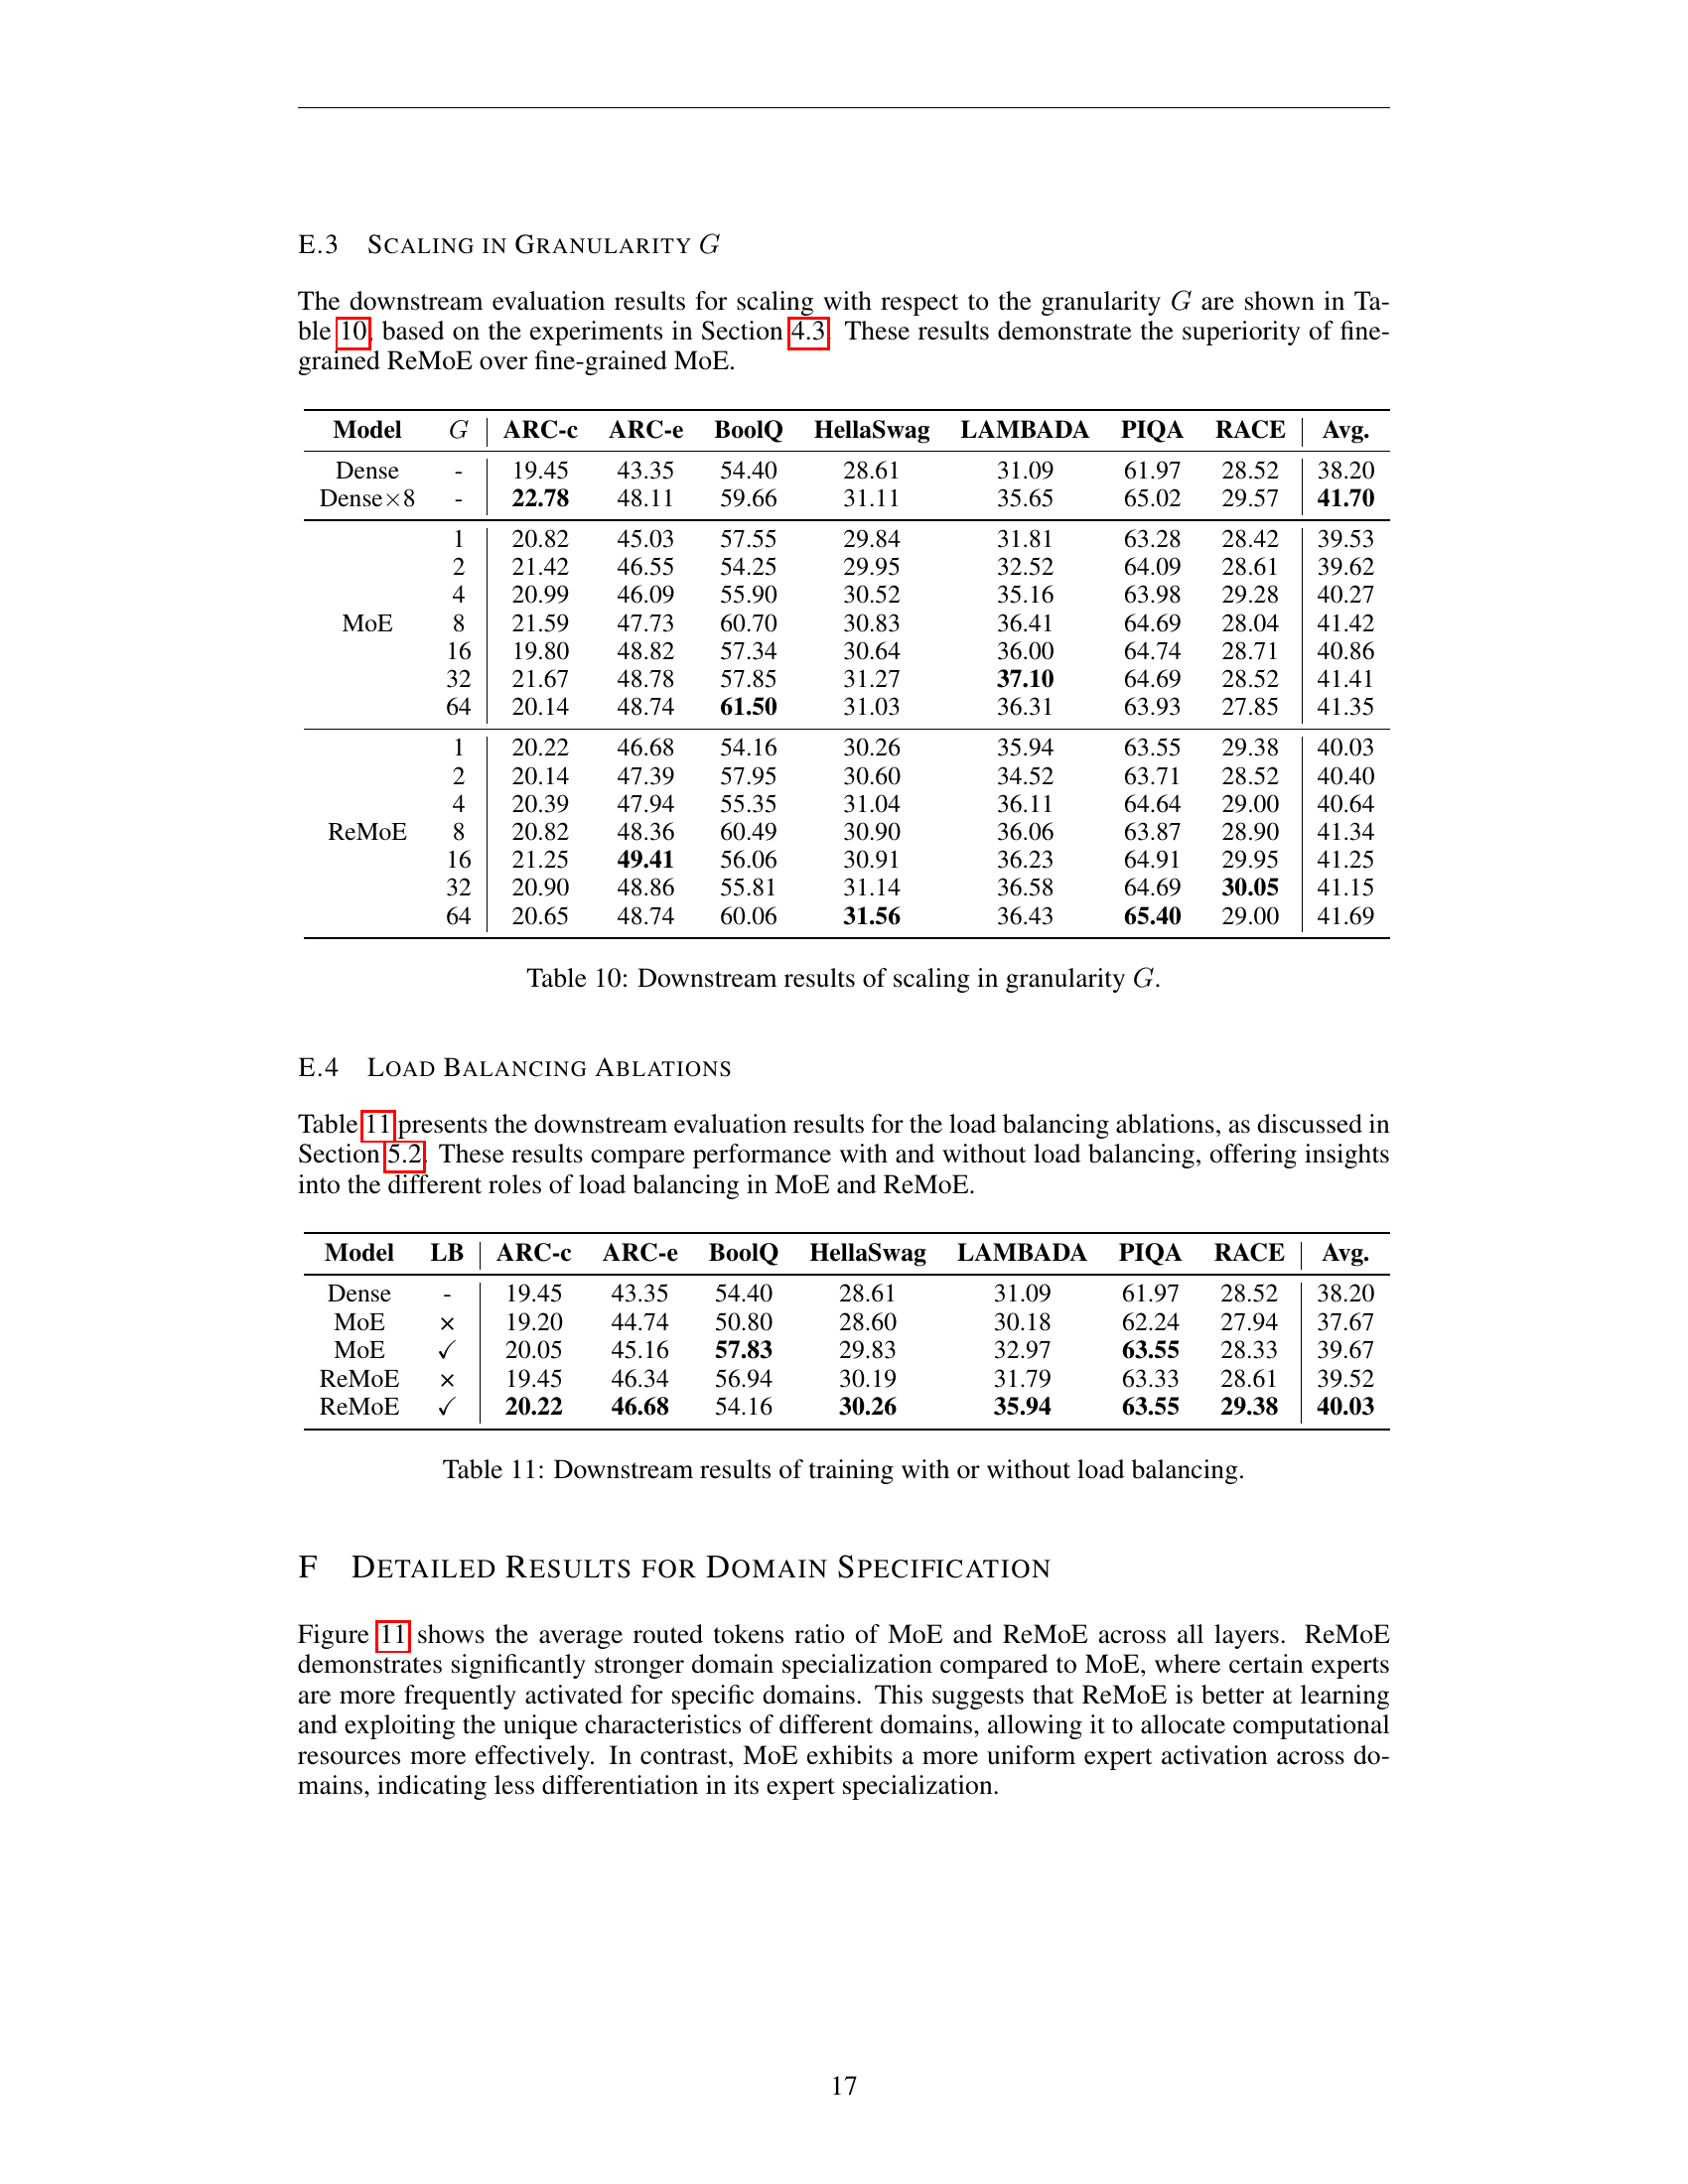 E.3 SCALING IN GRANULARITY G
The downstream evaluation results for scaling with respect to the granularity G are shown in Ta-
ble 10, based on the experiments in Section 4.3. These results demonstrate the superiority of fine-
grained ReMoE over fine-grained MoE.
Model G ARC-c ARC-e BoolQ HellaSwag LAMBADA PIQA RACE Avg.
Dense - 19.45 43.35 54.40 28.61 31.09 61.97 28.52 38.20
Dense×8 - 22.78 48.11 59.66 31.11 35.65 65.02 29.57 41.70
1 20.82 45.03 57.55 29.84 31.81 63.28 28.42 39.53
2 21.42 46.55 54.25 29.95 32.52 64.09 28.61 39.62
4 20.99 46.09 55.90 30.52 35.16 63.98 29.28 40.27
MoE 8 21.59 47.73 60.70 30.83 36.41 64.69 28.04 41.42
16 19.80 48.82 57.34 30.64 36.00 64.74 28.71 40.86
32 21.67 48.78 57.85 31.27 37.10 64.69 28.52 41.41
64 20.14 48.74 61.50 31.03 36.31 63.93 27.85 41.35
1 20.22 46.68 54.16 30.26 35.94 63.55 29.38 40.03
2 20.14 47.39 57.95 30.60 34.52 63.71 28.52 40.40
4 20.39 47.94 55.35 31.04 36.11 64.64 29.00 40.64
ReMoE 8 20.82 48.36 60.49 30.90 36.06 63.87 28.90 41.34
16 21.25 49.41 56.06 30.91 36.23 64.91 29.95 41.25
32 20.90 48.86 55.81 31.14 36.58 64.69 30.05 41.15
64 20.65 48.74 60.06 31.56 36.43 65.40 29.00 41.69
Table 10: Downstream results of scaling in granularity G.
E.4 LOAD BALANCING ABLATIONS
Table 11 presents the downstream evaluation results for the load balancing ablations, as discussed in
Section 5.2. These results compare performance with and without load balancing, offering insights
into the different roles of load balancing in MoE and ReMoE.
Model LB ARC-c ARC-e BoolQ HellaSwag LAMBADA PIQA RACE Avg.
Dense - 19.45 43.35 54.40 28.61 31.09 61.97 28.52 38.20
MoE × 19.20 44.74 50.80 28.60 30.18 62.24 27.94 37.67
MoE ✓ 20.05 45.16 57.83 29.83 32.97 63.55 28.33 39.67
ReMoE × 19.45 46.34 56.94 30.19 31.79 63.33 28.61 39.52
ReMoE ✓ 20.22 46.68 54.16 30.26 35.94 63.55 29.38 40.03
Table 11: Downstream results of training with or without load balancing.
F DETAILED RESULTS FOR DOMAIN SPECIFICATION
Figure 11 shows the average routed tokens ratio of MoE and ReMoE across all layers. ReMoE
demonstrates significantly stronger domain specialization compared to MoE, where certain experts
are more frequently activated for specific domains. This suggests that ReMoE is better at learning
and exploiting the unique characteristics of different domains, allowing it to allocate computational
resources more effectively. In contrast, MoE exhibits a more uniform expert activation across do-
mains, indicating less differentiation in its expert specialization.
17